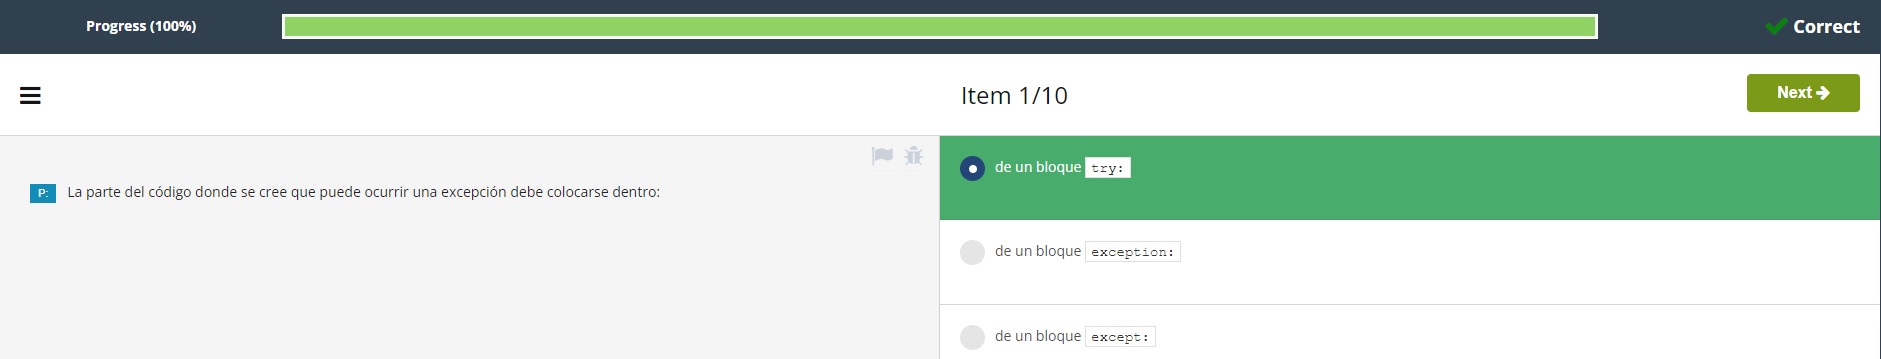 Progress (100%)
Correct
Item 1/10
Next
P: La parte del código donde se cree que puede ocurrir una excepción debe colocarse dentro:
de un bloque try:
de un bloque exception:
de un bloque except: